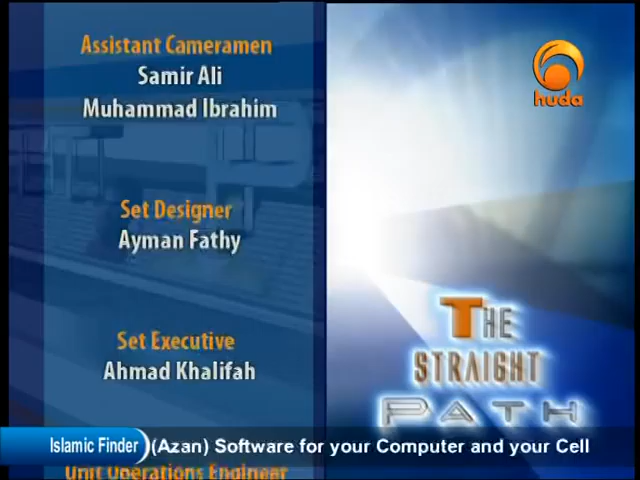 Assistant Cameramen
Samir Ali
Muhammad Ibrahim
Set Designer
Ayman Fathy
Set Executive
Ahmad Khalifah
Unit Operations Engineer
huda
THE
STRAIGHT
PATH
Islamic Finder
(Azan) Software for your Computer and your Cell